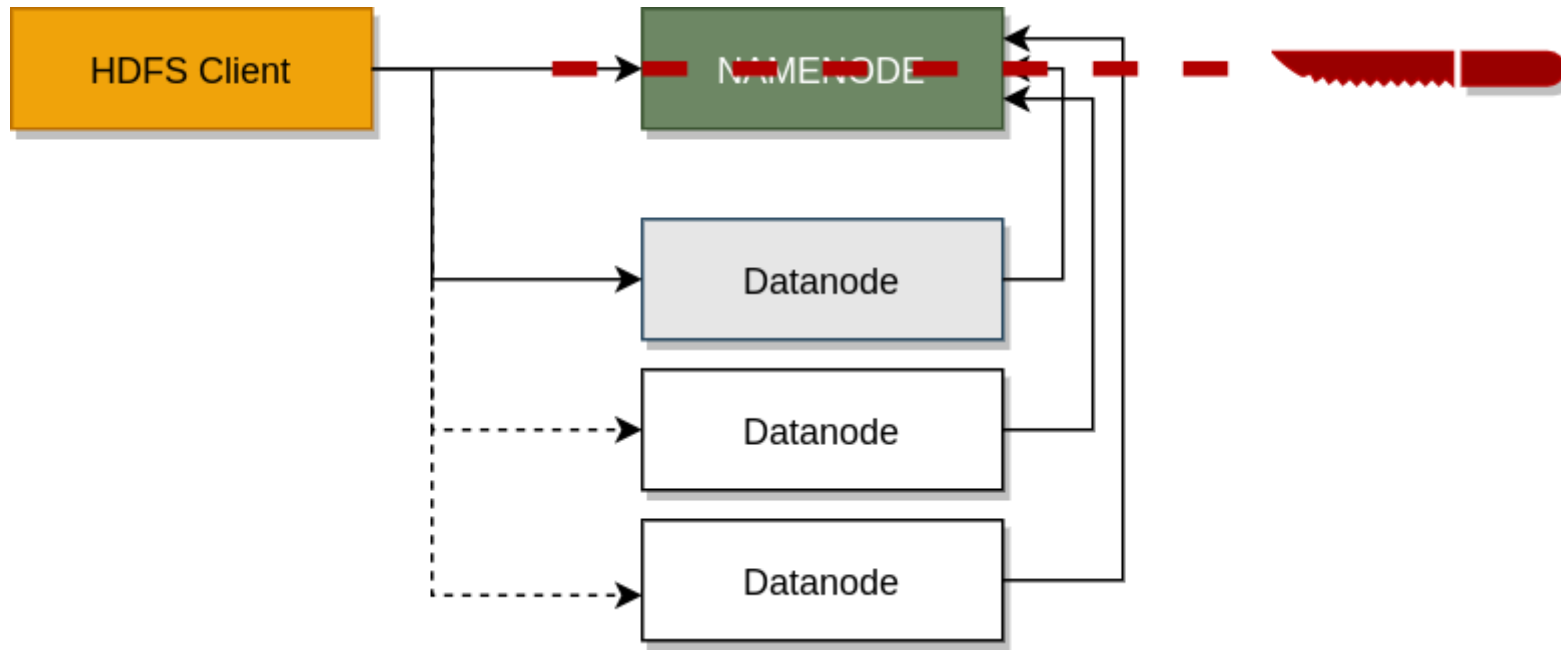 HDFS Client
NAMENODE
Datanode
Datanode
Datanode